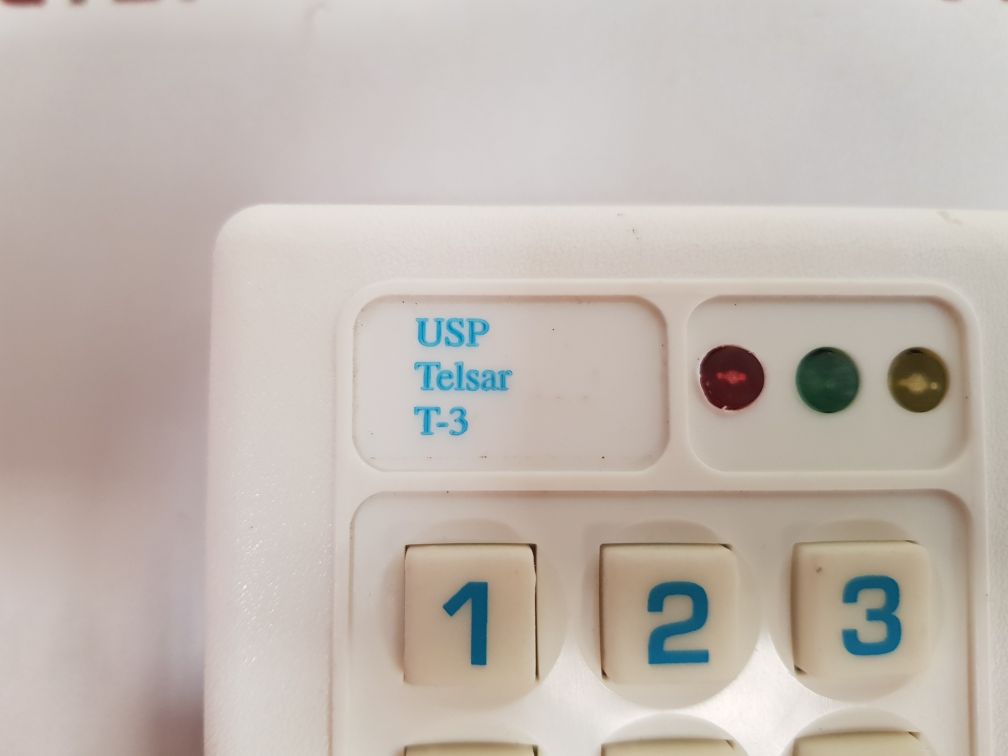 USP
Telsar
T-3
1 2 3